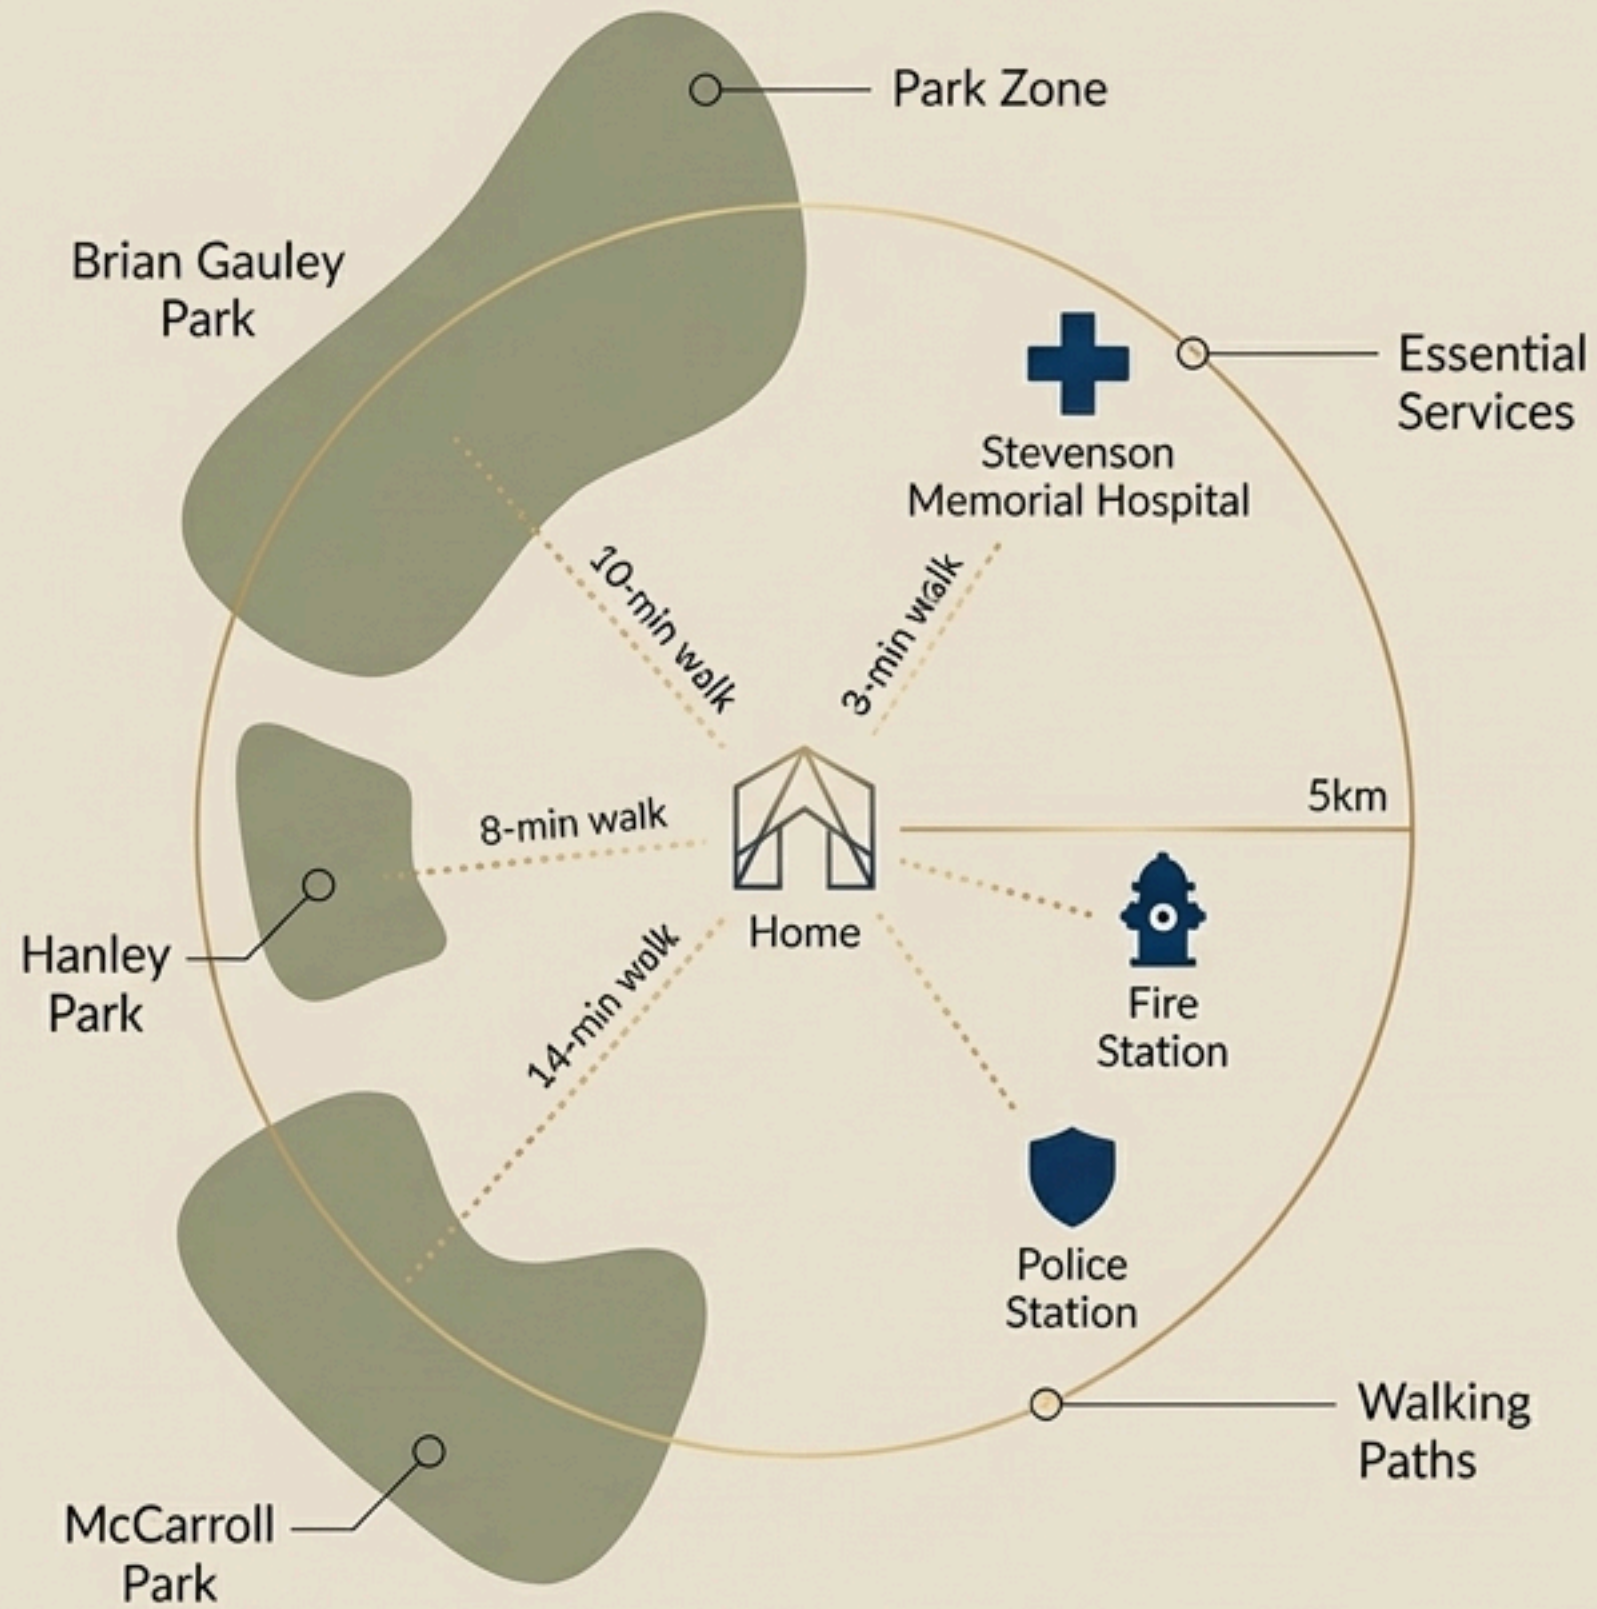 Park Zone
Brian Gauley
Park
Essential
Services
Stevenson
Memorial Hospital
10-min walk
3-min walk
5km
8-min walk
Home
Hanley
Park
14-min walk
Fire
Station
Police
Station
Walking
Paths
McCarroll
Park